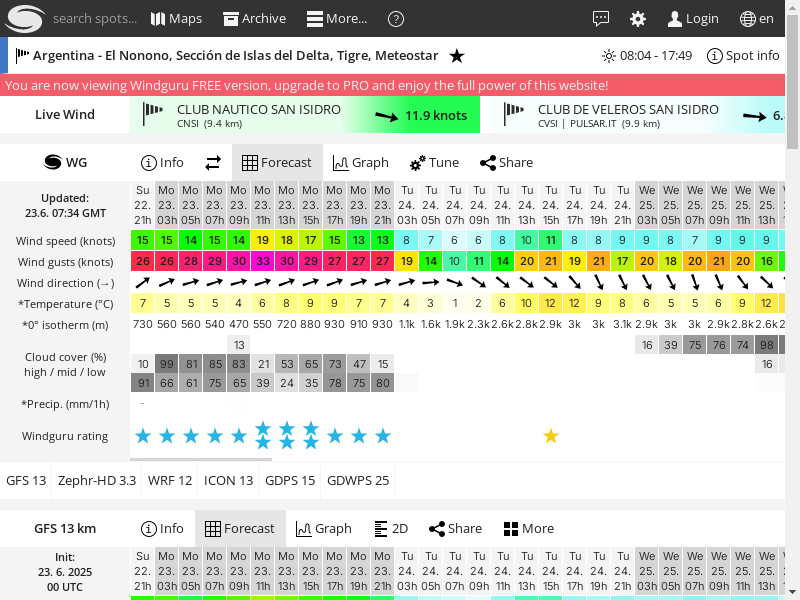 search spots... Maps Archive More... ? Login en
Argentina - El Nonono, Sección de Islas del Delta, Tigre, Meteostar 08:04 - 17:49 Spot info
You are now viewing Windguru FREE version, upgrade to PRO and enjoy the full power of this website!
Live Wind
CLUB NAUTICO SAN ISIDRO
CNSI (9.4 km)
11.9 knots
CLUB DE VELEROS SAN ISIDRO
CVSI | PULSAR.IT (9.9 km)
WG Info Forecast Graph Tune Share
Updated:
23.6. 07:34 GMT
Su Mo Mo Mo Mo Mo Mo Mo Mo Mo Mo Tu Tu Tu Tu Tu Tu Tu Tu Tu Tu We We We We We We
22. 23. 23. 23. 23. 23. 23. 23. 23. 23. 23. 24. 24. 24. 24. 24. 24. 24. 24. 24. 24. 25. 25. 25. 25. 25. 25.
21h 03h 05h 07h 09h 11h 13h 15h 17h 19h 21h 03h 05h 07h 09h 11h 13h 15h 17h 19h 21h 03h 05h 07h 09h 11h 13h
Wind speed (knots) 15 15 14 15 14 19 18 17 15 13 13 8 7 6 6 8 10 11 8 8 9 9 8 7 9 9 9
Wind gusts (knots) 26 26 28 29 30 33 30 29 27 27 27 19 14 10 11 14 20 21 19 21 17 20 18 20 21 20 16
Wind direction (→)
*Temperature (°C) 7 5 5 5 4 6 8 9 9 7 7 4 3 1 2 6 10 12 12 9 8 6 5 5 6 9 12
*0° isotherm (m) 730 560 560 540 470 550 720 880 930 910 930 1.1k 1.6k 1.9k 2.3k 2.6k 2.8k 2.9k 3k 3k 3.1k 2.9k 3k 3k 2.9k 2.8k 2.6k
Cloud cover (%)
high / mid / low
13 16 39 75 76 74 98
10 99 81 85 83 21 53 65 73 47 15 16
91 66 61 75 65 39 24 35 78 75 80
*Precip. (mm/1h) -
Windguru rating
GFS 13 Zephr-HD 3.3 WRF 12 ICON 13 GDPS 15 GDWPS 25
GFS 13 km Info Forecast Graph 2D Share More
Init:
23. 6. 2025
00 UTC
Su Mo Mo Mo Mo Mo Mo Mo Mo Mo Mo Tu Tu Tu Tu Tu Tu Tu Tu Tu Tu We We We We We We
22. 23. 23. 23. 23. 23. 23. 23. 23. 23. 23. 24. 24. 24. 24. 24. 24. 24. 24. 24. 24. 25. 25. 25. 25. 25. 25.
21h 03h 05h 07h 09h 11h 13h 15h 17h 19h 21h 03h 05h 07h 09h 11h 13h 15h 17h 19h 21h 03h 05h 07h 09h 11h 13h